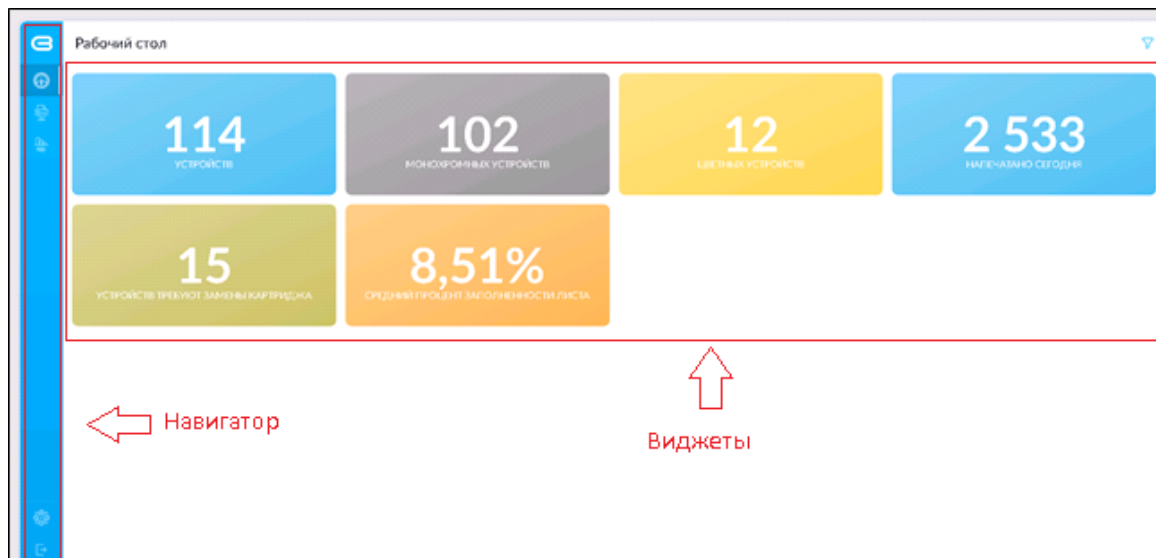 Рабочий стол
114
УСТРОЙСТВ
102
МОНОХРОМНЫХ УСТРОЙСТВ
12
ЦВЕТНЫХ УСТРОЙСТВ
2 533
НАПЕЧАТАНО СЕГОДНЯ
15
УСТРОЙСТВ ТРЕБУЮТ ЗАМЕНЫ КАРТРИДЖА
8,51%
СРЕДНИЙ ПРОЦЕНТ ЗАПОЛНЕННОСТИ ЛИСТА
Навигатор
Виджеты